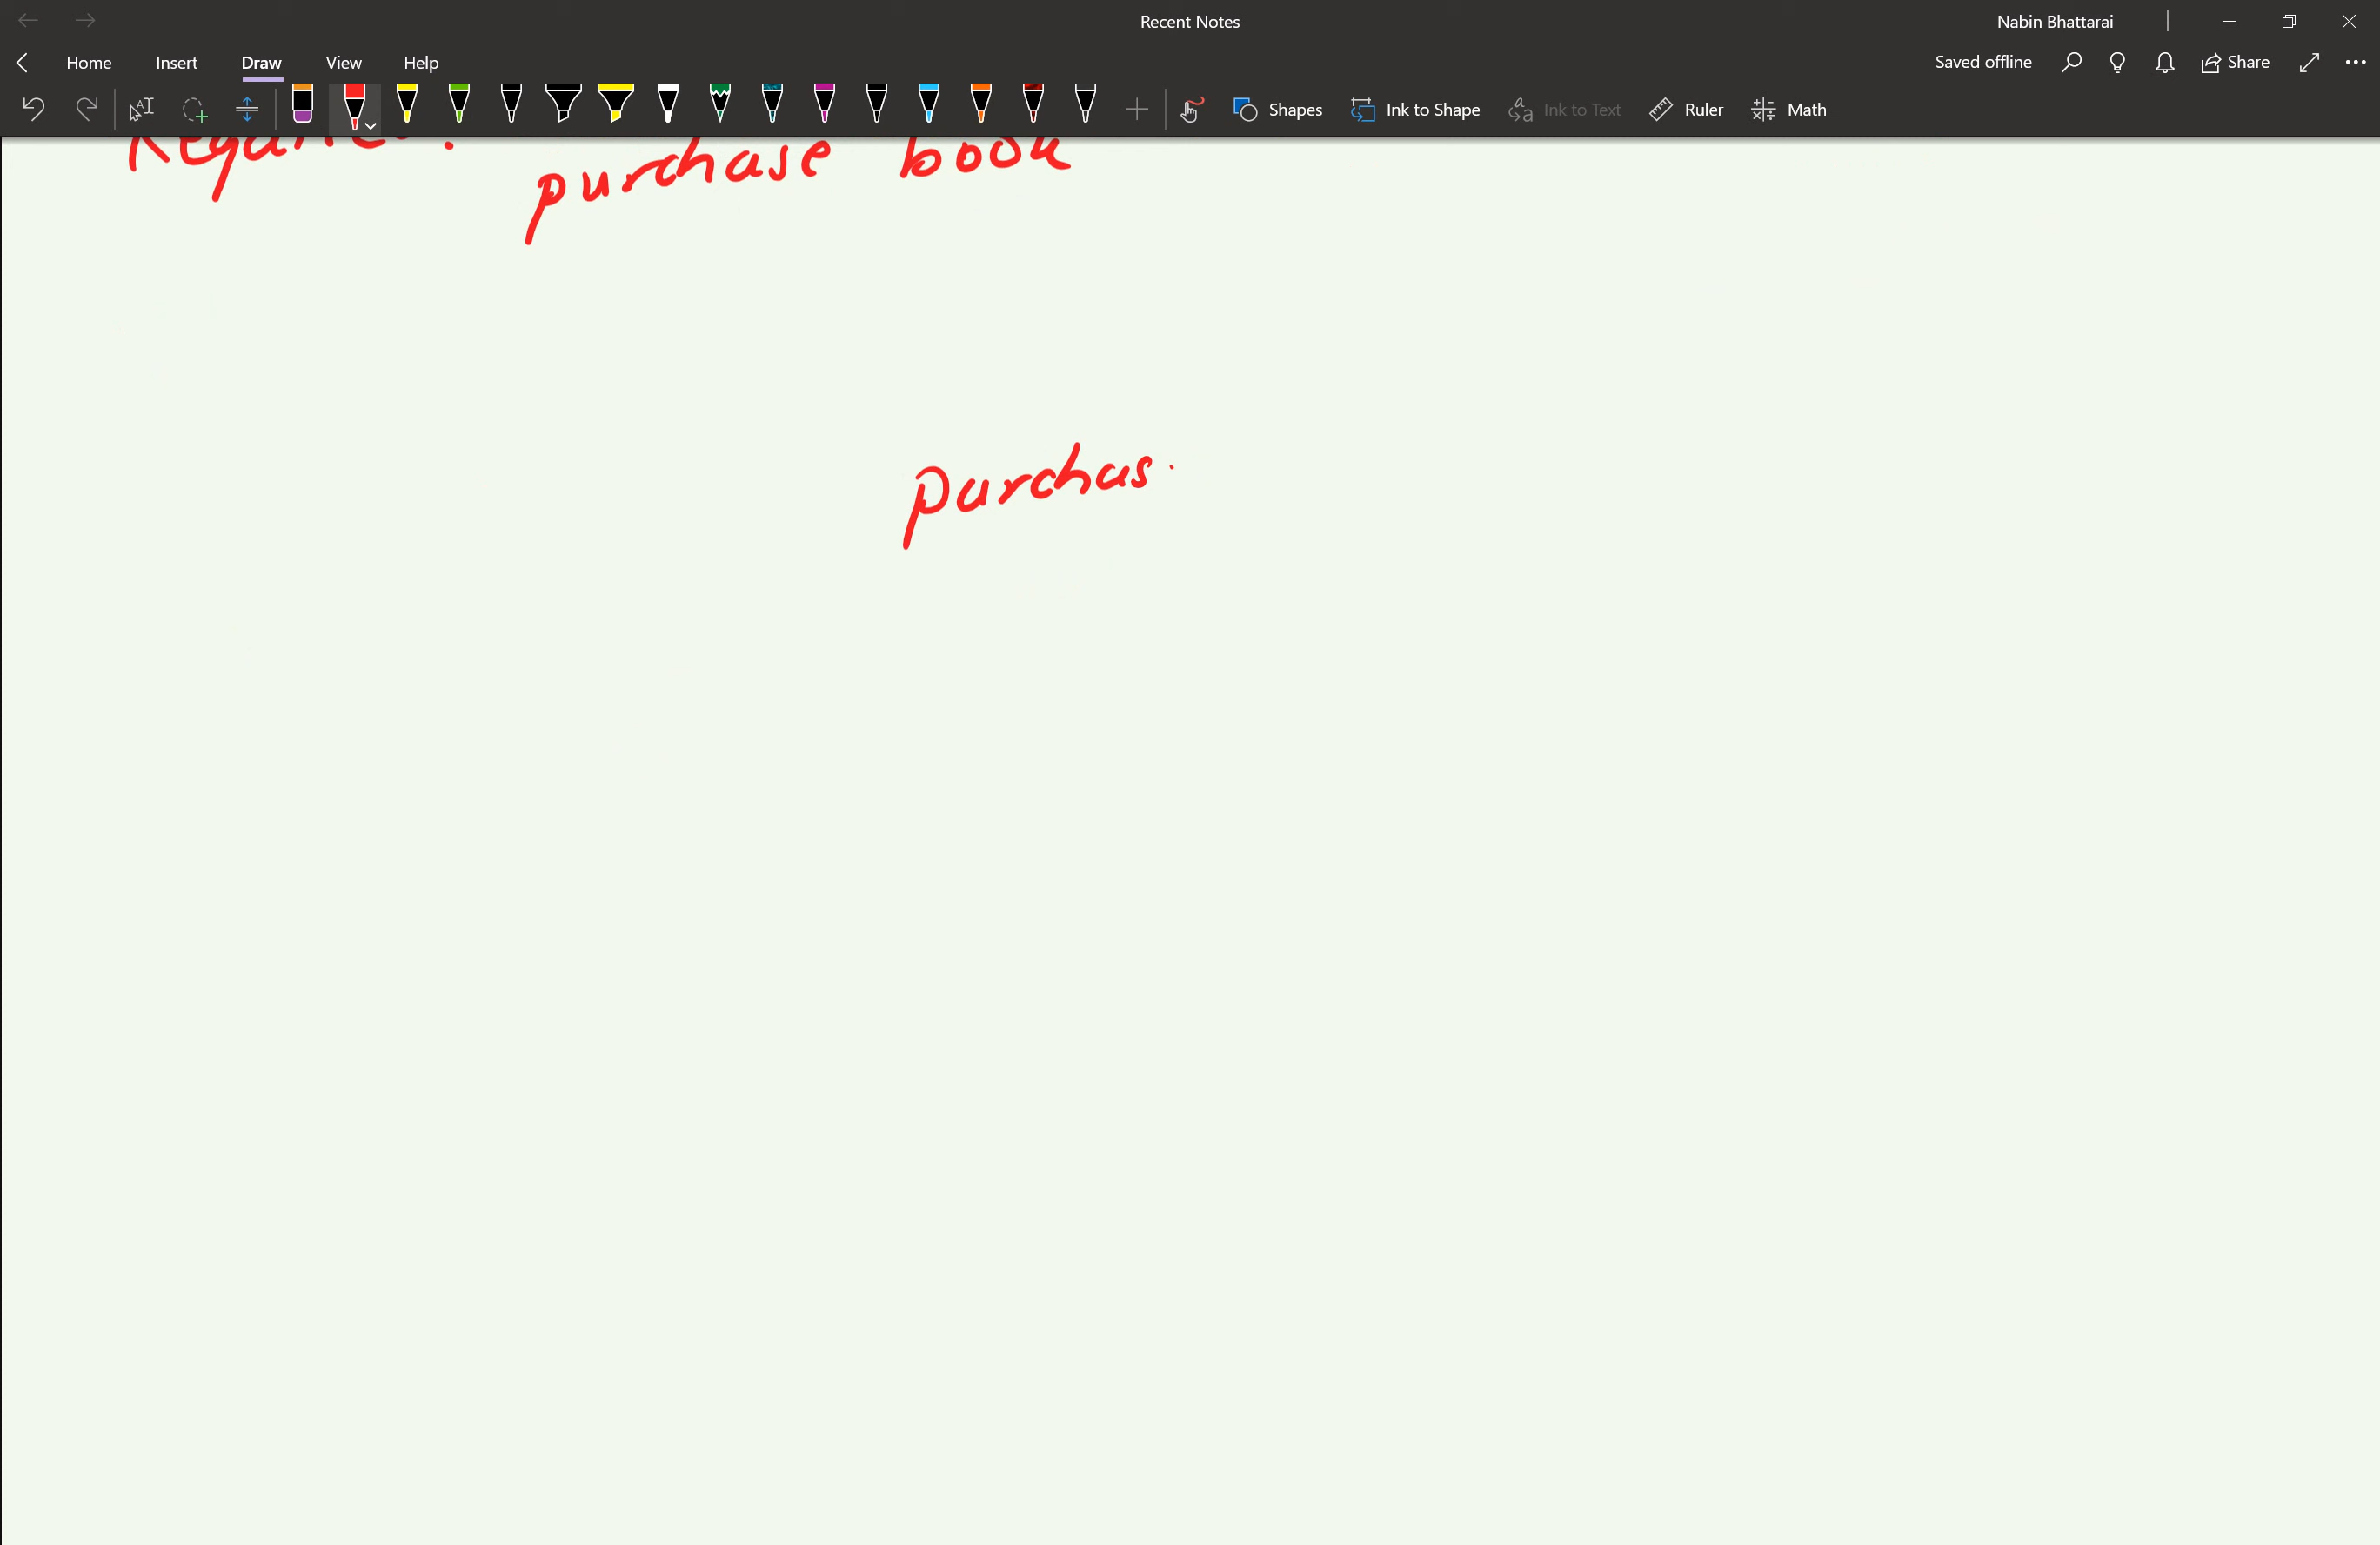 Recent Notes
Nabin Bhattarai
Home Insert Draw View Help
Saved offline
Share
Shapes Ink to Shape Ink to Text Ruler Math
purchase book
purchas